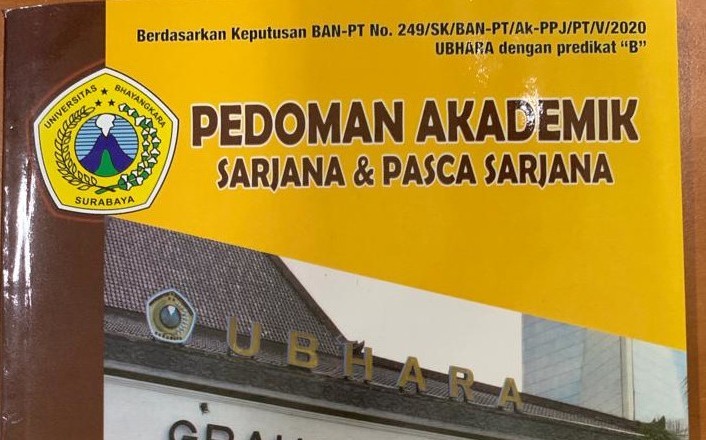 Berdasarkan Keputusan BAN-PT No. 249/SK/BAN-PT/Ak-PPJ/PT/V/2020
UBHARA dengan predikat "B"
UNIVERSITAS BHAYANGKARA
SURABAYA
PEDOMAN AKADEMIK
SARJANA & PASCA SARJANA
UBHARA